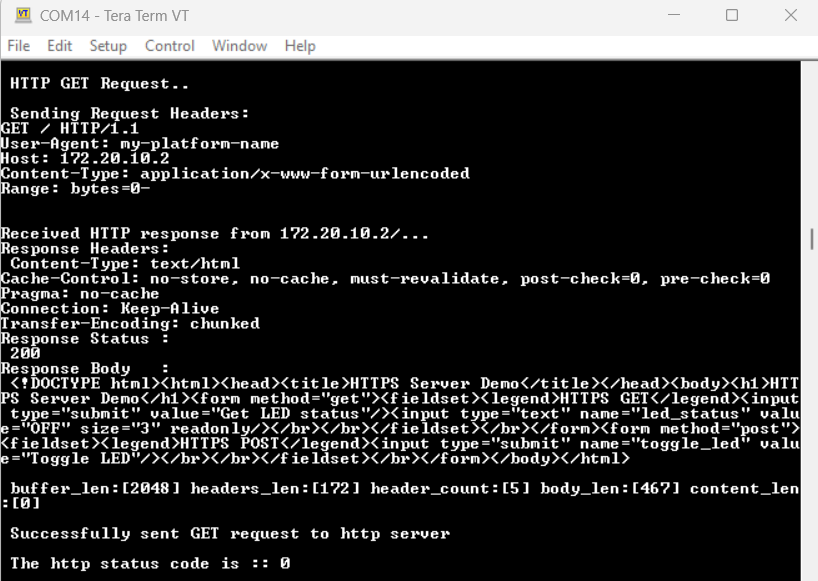 COM14 - Tera Term VT
File Edit Setup Control Window Help
HTTP GET Request..
Sending Request Headers:
GET / HTTP/1.1
User-Agent: my-platform-name
Host: 172.20.10.2
Content-Type: application/x-www-form-urlencoded
Range: bytes=0-
Received HTTP response from 172.20.10.2/...
Response Headers:
Content-Type: text/html
Cache-Control: no-store, no-cache, must-revalidate, post-check=0, pre-check=0
Pragma: no-cache
Connection: Keep-Alive
Transfer-Encoding: chunked
Response Status :
200
Response Body   :
<!DOCTYPE html><html><head><title>HTTPS Server Demo</title></head><body><h1>HTT
PS Server Demo</h1><form method="get"><fieldset><legend>HTTPS GET</legend><input
type="submit" value="Get LED status"/><input type="text" name="led_status" valu
e="OFF" size="3" readonly/></br></br></fieldset></br></form><form method="post">
<fieldset><legend>HTTPS POST</legend><input type="submit" name="toggle_led" valu
e="Toggle LED"/></br></br></fieldset></br></form></body></html>
buffer_len:[2048] headers_len:[172] header_count:[5] body_len:[467] content_len
:[0]
Successfully sent GET request to http server
The http status code is :: 0